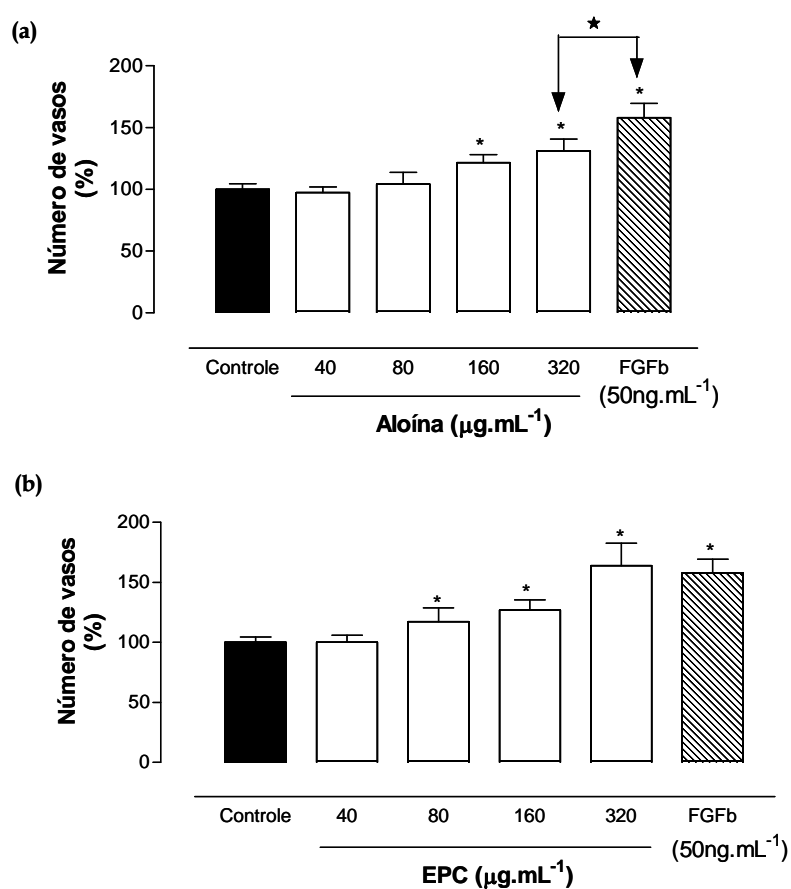 (a)
★
200
150
100
50
0
Número de vasos
(%)
*
*
*
Controle 40 80 160 320 FGFb
(50ng.mL-1)
Aloína (µg.mL-1)
(b)
200
150
100
50
0
Número de vasos
(%)
*
*
*
*
Controle 40 80 160 320 FGFb
(50ng.mL-1)
EPC (µg.mL-1)